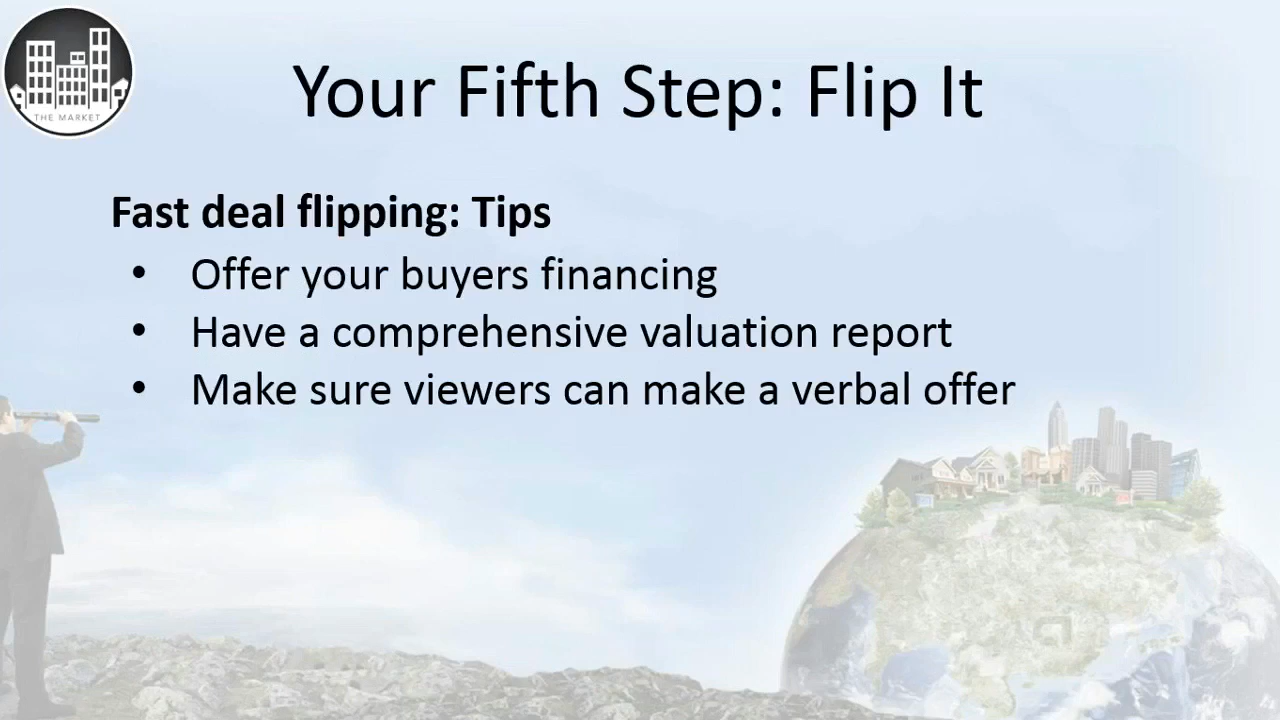 THE MARKET
Your Fifth Step: Flip It
Fast deal flipping: Tips
• Offer your buyers financing
• Have a comprehensive valuation report
• Make sure viewers can make a verbal offer